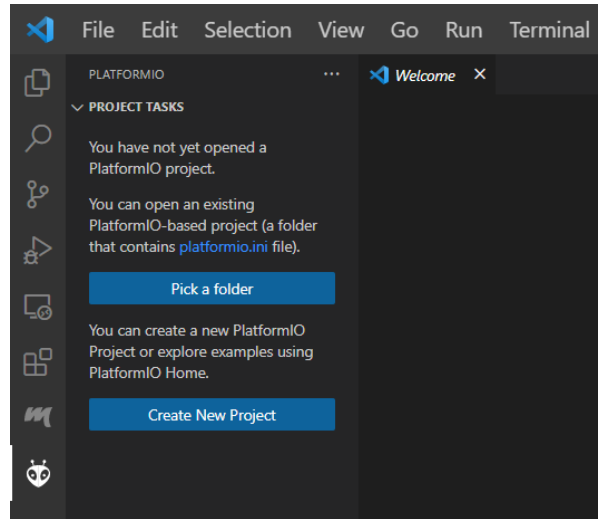 File Edit Selection View Go Run Terminal
PLATFORMIO ...
Welcome
PROJECT TASKS
You have not yet opened a
PlatformIO project.
You can open an existing
PlatformIO-based project (a folder
that contains platformio.ini file).
Pick a folder
You can create a new PlatformIO
Project or explore examples using
PlatformIO Home.
Create New Project